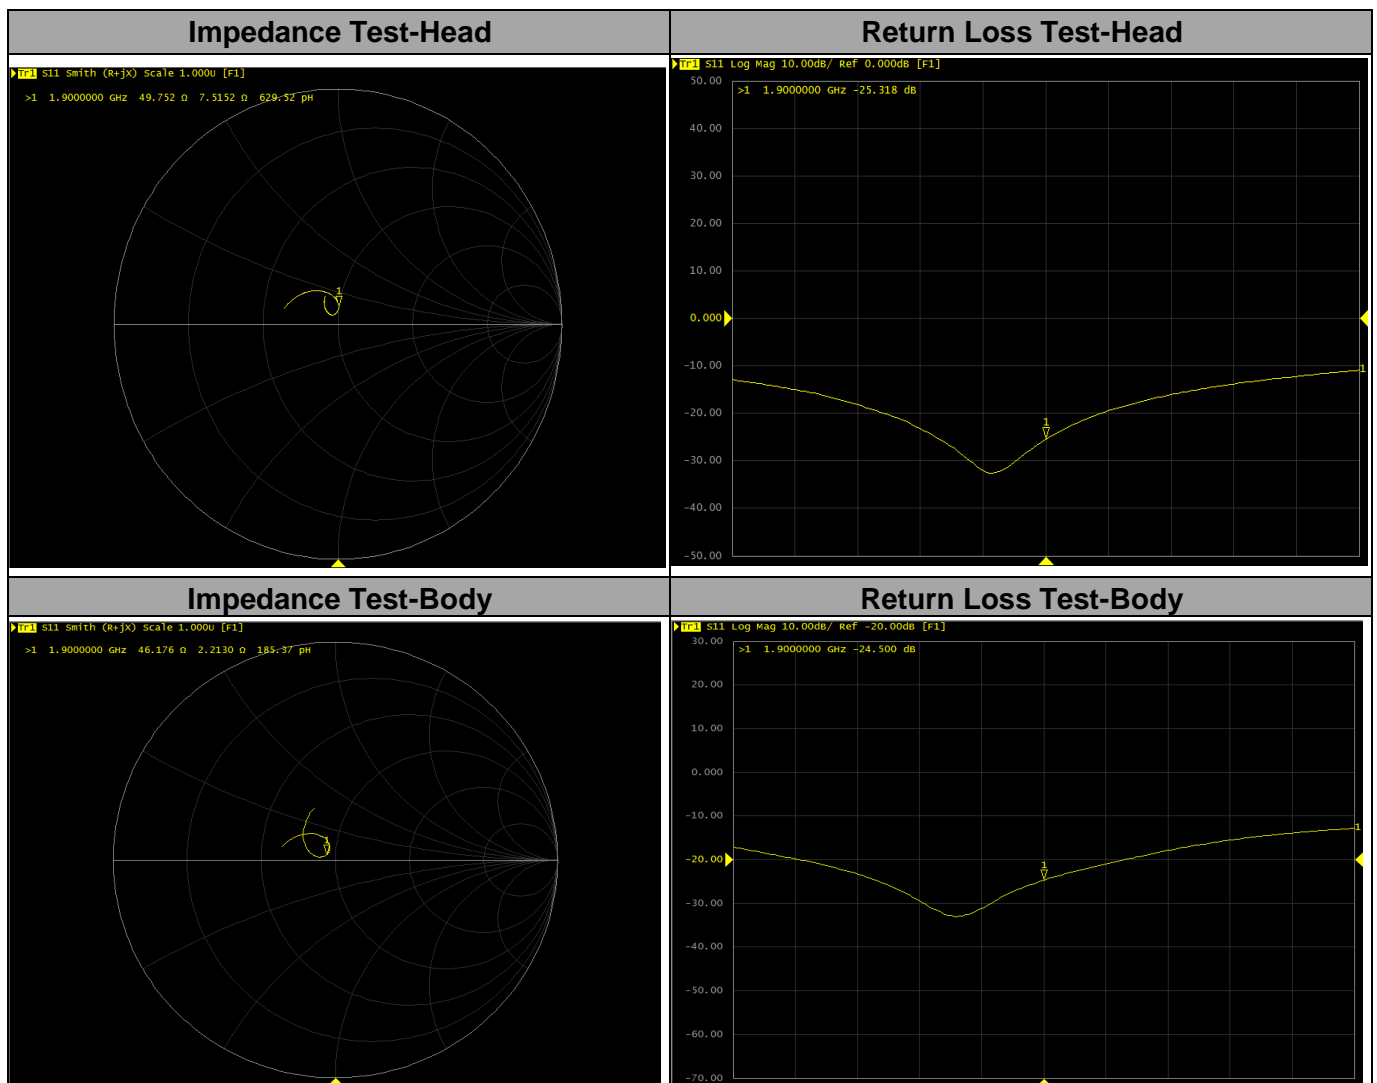 Impedance Test-Head
Return Loss Test-Head
Tr1 S11 Smith (R+jX) Scale 1.000U [F1]
>1 1.9000000 GHz 49.752 Ω 7.5152 Ω 629.52 pH
1
Tr1 S11 Log Mag 10.00dB/ Ref 0.000dB [F1]
>1 1.9000000 GHz -25.318 dB
50.00
40.00
30.00
20.00
10.00
0.000
-10.00
-20.00
-30.00
-40.00
-50.00
1
1
Impedance Test-Body
Return Loss Test-Body
Tr1 S11 Smith (R+jX) Scale 1.000U [F1]
>1 1.9000000 GHz 46.176 Ω 2.2130 Ω 185.37 pH
1
Tr1 S11 Log Mag 10.00dB/ Ref -20.00dB [F1]
>1 1.9000000 GHz -24.500 dB
30.00
20.00
10.00
0.000
-10.00
-20.00
-30.00
-40.00
-50.00
-60.00
-70.00
1
1